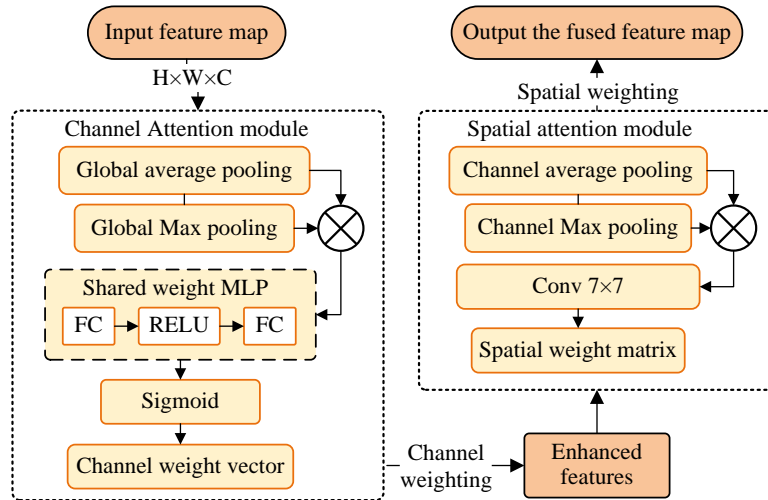 Input feature map
H×W×C
Channel Attention module
Global average pooling
Global Max pooling
Shared weight MLP
FC
RELU
FC
Sigmoid
Channel weight vector
Channel
weighting
Enhanced
features
Output the fused feature map
Spatial weighting
Spatial attention module
Channel average pooling
Channel Max pooling
Conv 7×7
Spatial weight matrix